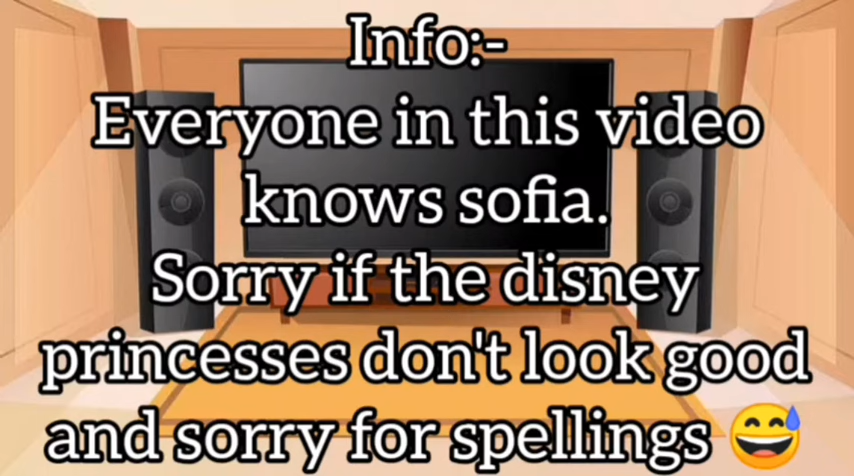 Info:-
Everyone in this video
knows sofia.
Sorry if the disney
princesses don't look good
and sorry for spellings 😅